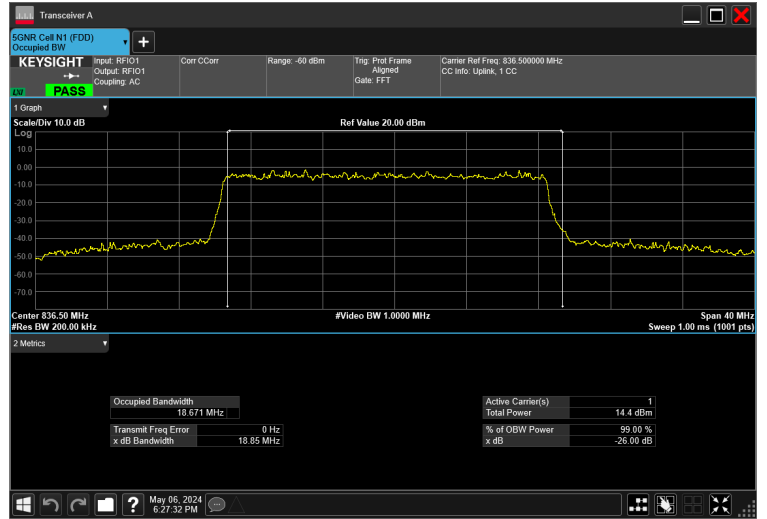 Transceiver A
5GNR Cell N1 (FDD)
Occupied BW
KEYSIGHT
LXI
PASS
Input: RFIO1
Output: RFIO1
Coupling: AC
Corr CCorr
Range: -60 dBm
Trig: Prot Frame
Aligned
Gate: FFT
Carrier Ref Freq: 836.500000 MHz
CC Info: Uplink, 1 CC
1 Graph
Scale/Div 10.0 dB
Ref Value 20.00 dBm
Log
10.0
0.00
-10.0
-20.0
-30.0
-40.0
-50.0
-60.0
-70.0
Center 836.50 MHz
#Video BW 1.0000 MHz
Span 40 MHz
#Res BW 200.00 kHz
Sweep 1.00 ms (1001 pts)
2 Metrics
Occupied Bandwidth
18.671 MHz
Transmit Freq Error 0 Hz
x dB Bandwidth 18.85 MHz
Active Carrier(s) 1
Total Power 14.4 dBm
% of OBW Power 99.00 %
x dB -26.00 dB
May 06, 2024
6:27:32 PM